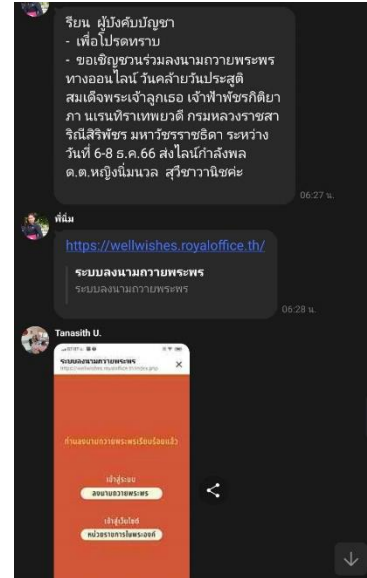 เรียน ผู้บังคับบัญชา
- เพื่อโปรดทราบ
- ขอเชิญชวนร่วมลงนามถวายพระพร
ทางออนไลน์ วันคล้ายวันประสูติ
สมเด็จพระเจ้าลูกเธอ เจ้าฟ้าพัชรกิติยา
ภา นเรนทิราเทพยวดี กรมหลวงราชสา
ริณีสิริพัชร มหาวัชรราชธิดา ระหว่าง
วันที่ 6-8 ธ.ค.66 ส่งไลน์กำลังพล
ด.ต.หญิงนิ่มนวล สุวีชาวานิชค่ะ
06:27 น.
พี่นิ่ม
https://wellwishes.royaloffice.th/
ระบบลงนามถวายพระพร
ระบบลงนามถวายพระพร
06:28 น.
Tanasith U.
ระบบลงนามถวายพระพร
ท่านลงนามถวายพระพรเรียบร้อยแล้ว
เข้าสู่ระบบ
ลงนามถวายพระพร
เข้าสู่เว็บไซต์
หน่วยราชการในพระองค์